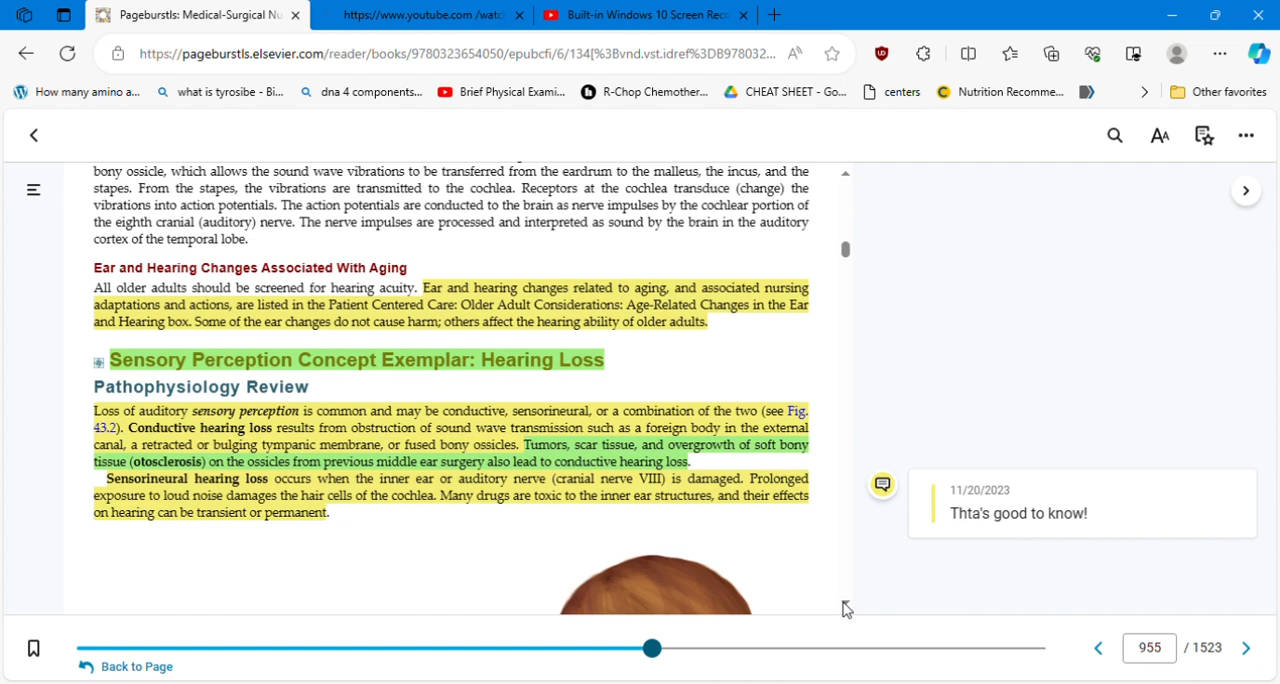 Pageburstls: Medical-Surgical Nu
https://www.youtube.com /watc
Built-in Windows 10 Screen Rec
https://pageburstls.elsevier.com/reader/books/9780323654050/epubcfi/6/134[%3Bvnd.vst.idref%3DB978032...
How many amino a...
what is tyrosibe - Bi...
dna 4 components...
Brief Physical Exami...
R-Chop Chemother...
CHEAT SHEET - Go...
centers
Nutrition Recomme...
Other favorites
bony ossicle, which allows the sound wave vibrations to be transferred from the eardrum to the malleus, the incus, and the
stapes. From the stapes, the vibrations are transmitted to the cochlea. Receptors at the cochlea transduce (change) the
vibrations into action potentials. The action potentials are conducted to the brain as nerve impulses by the cochlear portion of
the eighth cranial (auditory) nerve. The nerve impulses are processed and interpreted as sound by the brain in the auditory
cortex of the temporal lobe.
Ear and Hearing Changes Associated With Aging
All older adults should be screened for hearing acuity. Ear and hearing changes related to aging, and associated nursing
adaptations and actions, are listed in the Patient Centered Care: Older Adult Considerations: Age-Related Changes in the Ear
and Hearing box. Some of the ear changes do not cause harm; others affect the hearing ability of older adults.
Sensory Perception Concept Exemplar: Hearing Loss
Pathophysiology Review
Loss of auditory sensory perception is common and may be conductive, sensorineural, or a combination of the two (see Fig.
43.2). Conductive hearing loss results from obstruction of sound wave transmission such as a foreign body in the external
canal, a retracted or bulging tympanic membrane, or fused bony ossicles. Tumors, scar tissue, and overgrowth of soft bony
tissue (otosclerosis) on the ossicles from previous middle ear surgery also lead to conductive hearing loss.
Sensorineural hearing loss occurs when the inner ear or auditory nerve (cranial nerve VIII) is damaged. Prolonged
exposure to loud noise damages the hair cells of the cochlea. Many drugs are toxic to the inner ear structures, and their effects
on hearing can be transient or permanent.
11/20/2023
Thta's good to know!
955 / 1523
Back to Page